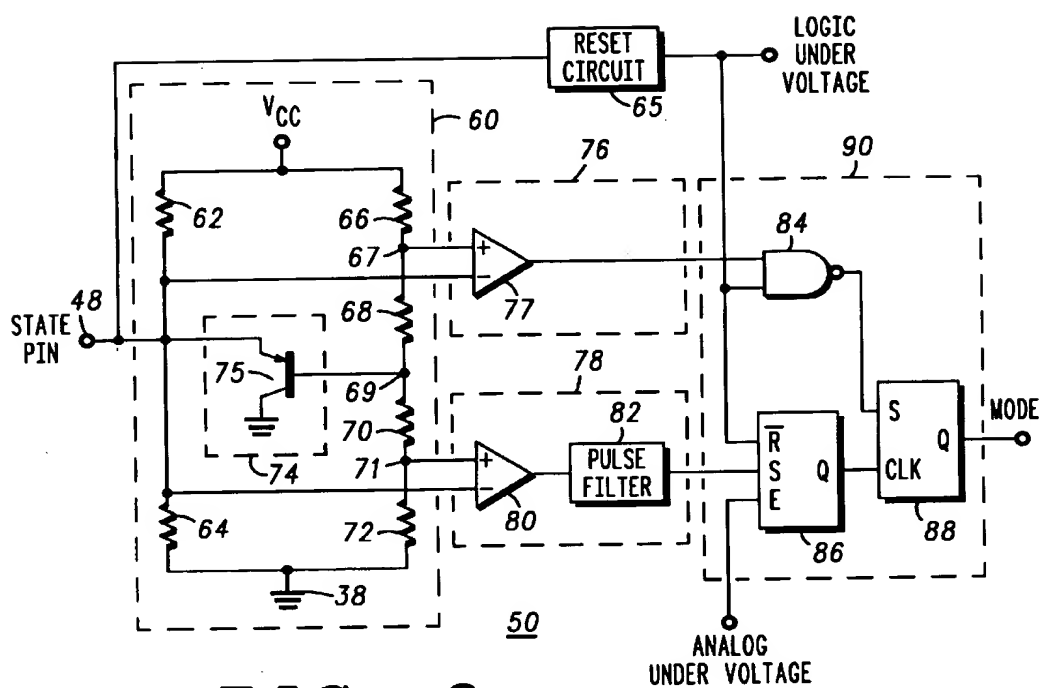 RESET
CIRCUIT
65
LOGIC
UNDER
VOLTAGE
VCC
60
76
90
62
66
67
77
84
48
STATE
PIN
68
75
69
78
82
70
71
74
PULSE
FILTER
80
S
Q
CLK
88
MODE
R
S
E
Q
86
64
72
38
50
ANALOG
UNDER VOLTAGE